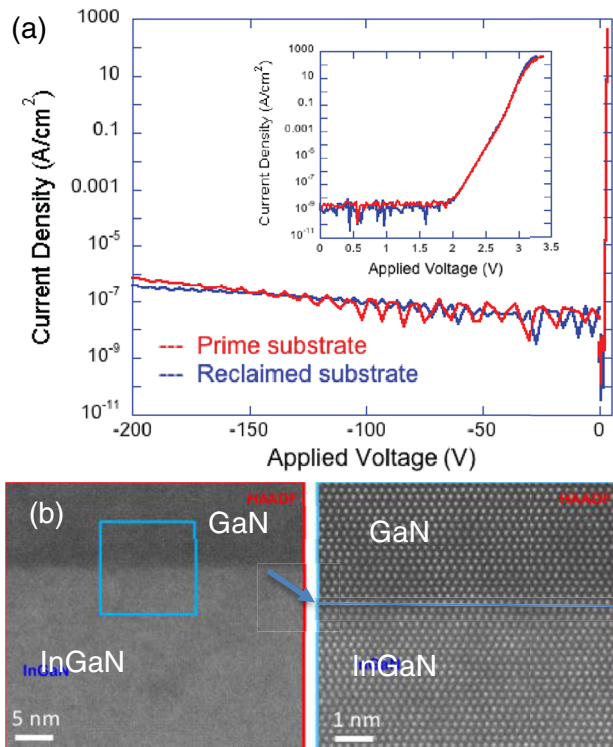 (a)
1000
10
0.1
0.001
10⁻⁵
10⁻⁷
10⁻⁹
10⁻¹¹
Current Density (A/cm²)
-200
-150
-100
-50
0
Applied Voltage (V)
1000
10
0.1
0.001
10⁻⁵
10⁻⁷
10⁻⁹
10⁻¹¹
Current Density (A/cm²)
0
0.5
1
1.5
2
2.5
3
3.5
Applied Voltage (V)
Prime substrate
Reclaimed substrate
(b)
HAADF
GaN
InGaN
InGaN
5 nm
HAADF
GaN
InGaN
InGaN
1 nm